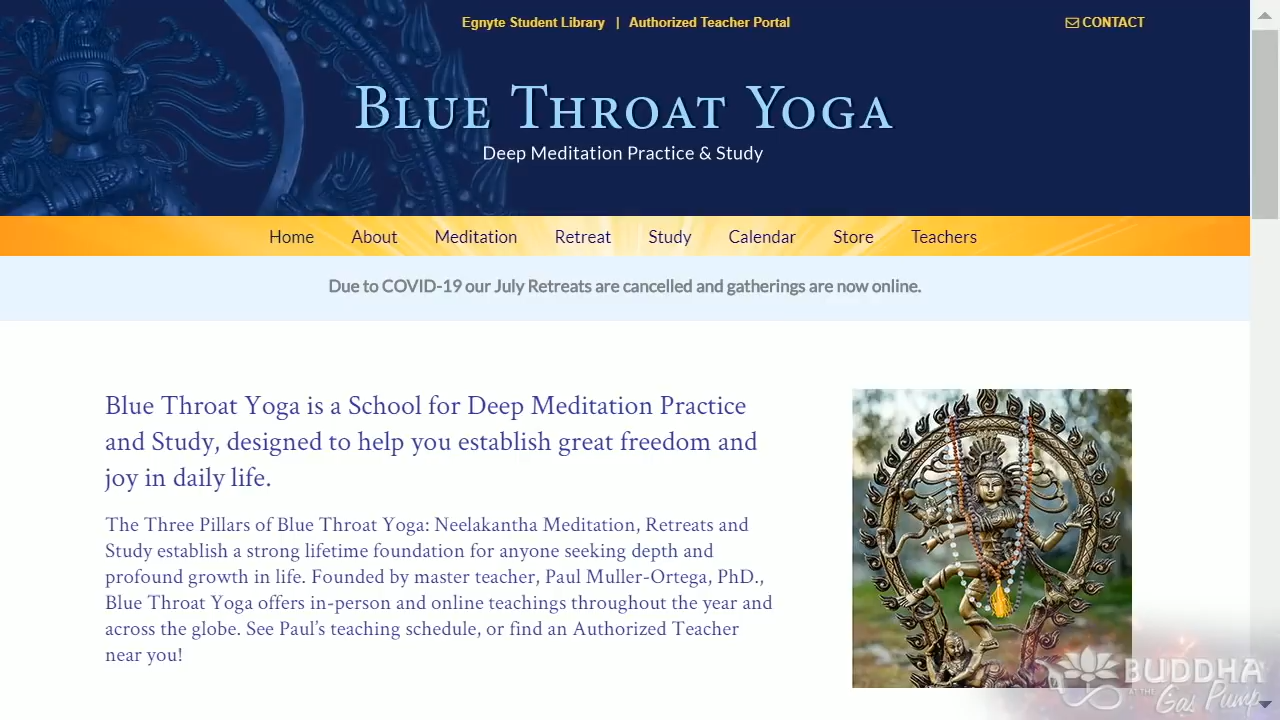 Egnyte Student Library | Authorized Teacher Portal
CONTACT
Blue Throat Yoga
Deep Meditation Practice & Study
Home About Meditation Retreat Study Calendar Store Teachers
Due to COVID-19 our July Retreats are cancelled and gatherings are now online.
Blue Throat Yoga is a School for Deep Meditation Practice
and Study, designed to help you establish great freedom and
joy in daily life.
The Three Pillars of Blue Throat Yoga: Neelakantha Meditation, Retreats and
Study establish a strong lifetime foundation for anyone seeking depth and
profound growth in life. Founded by master teacher, Paul Muller-Ortega, PhD.,
Blue Throat Yoga offers in-person and online teachings throughout the year and
across the globe. See Paul's teaching schedule, or find an Authorized Teacher
near you!
BUDDHA
AT THE
Gas Pump